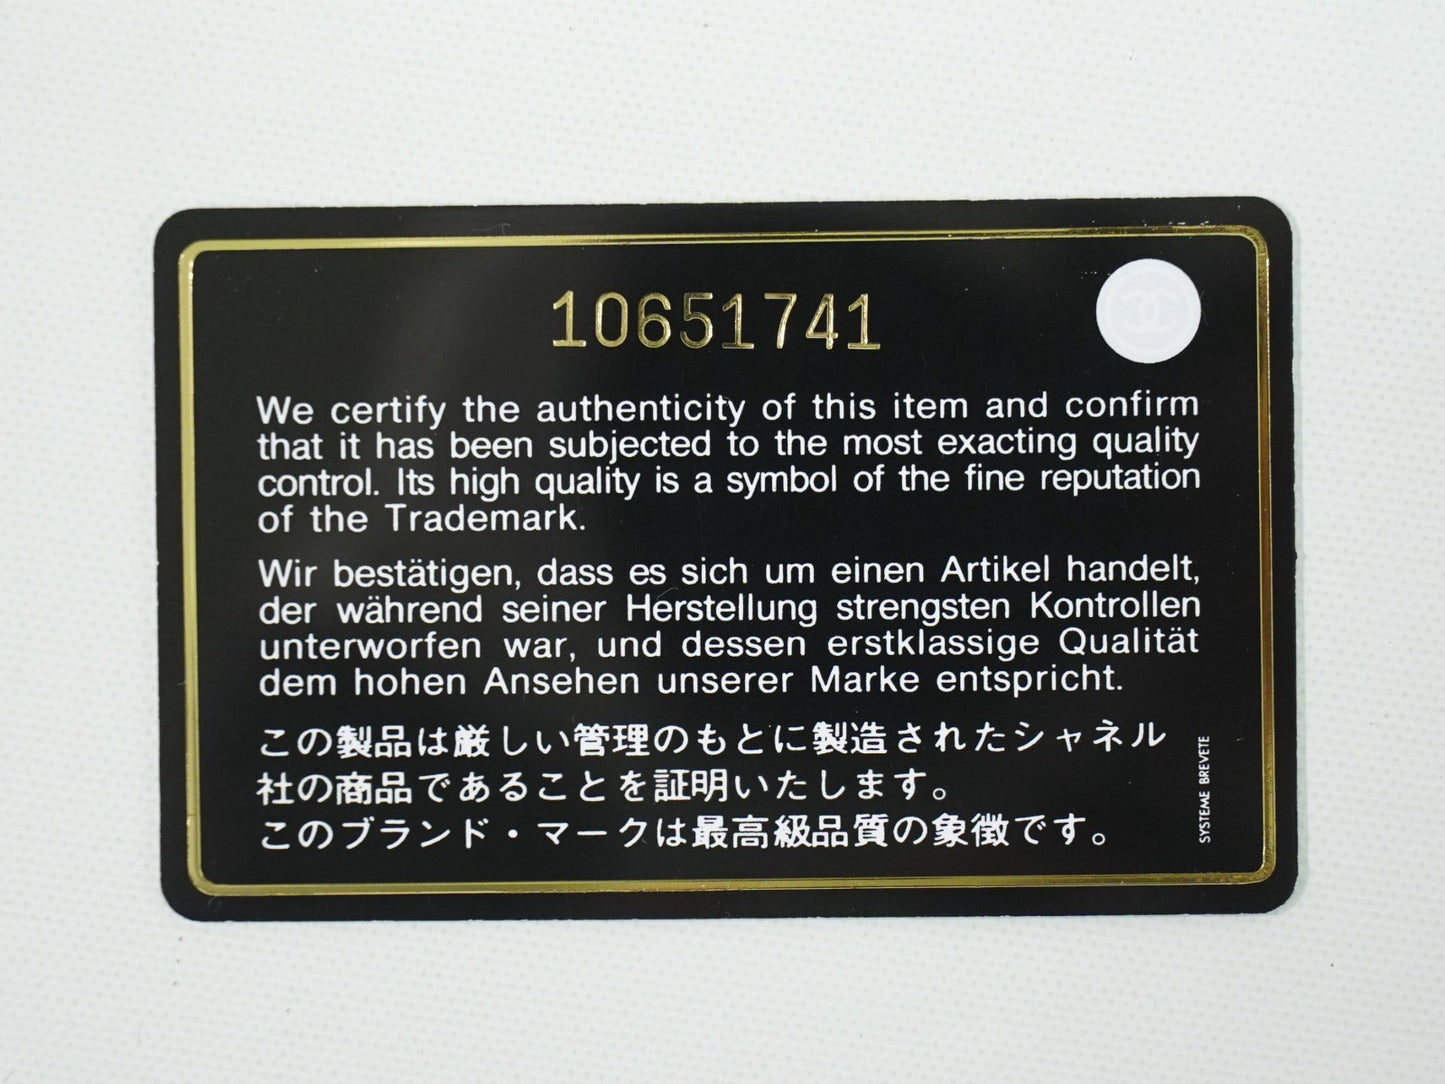 10651741
We certify the authenticity of this item and confirm
that it has been subjected to the most exacting quality
control. Its high quality is a symbol of the fine reputation
of the Trademark.
Wir bestätigen, dass es sich um einen Artikel handelt,
der während seiner Herstellung strengsten Kontrollen
unterworfen war, und dessen erstklassige Qualität
dem hohen Ansehen unserer Marke entspricht.
この製品は厳しい管理のもとに製造されたシャネル
社の商品であることを証明いたします。
このブランド・マークは最高級品質の象徴です。
SYSTEME BREVETE